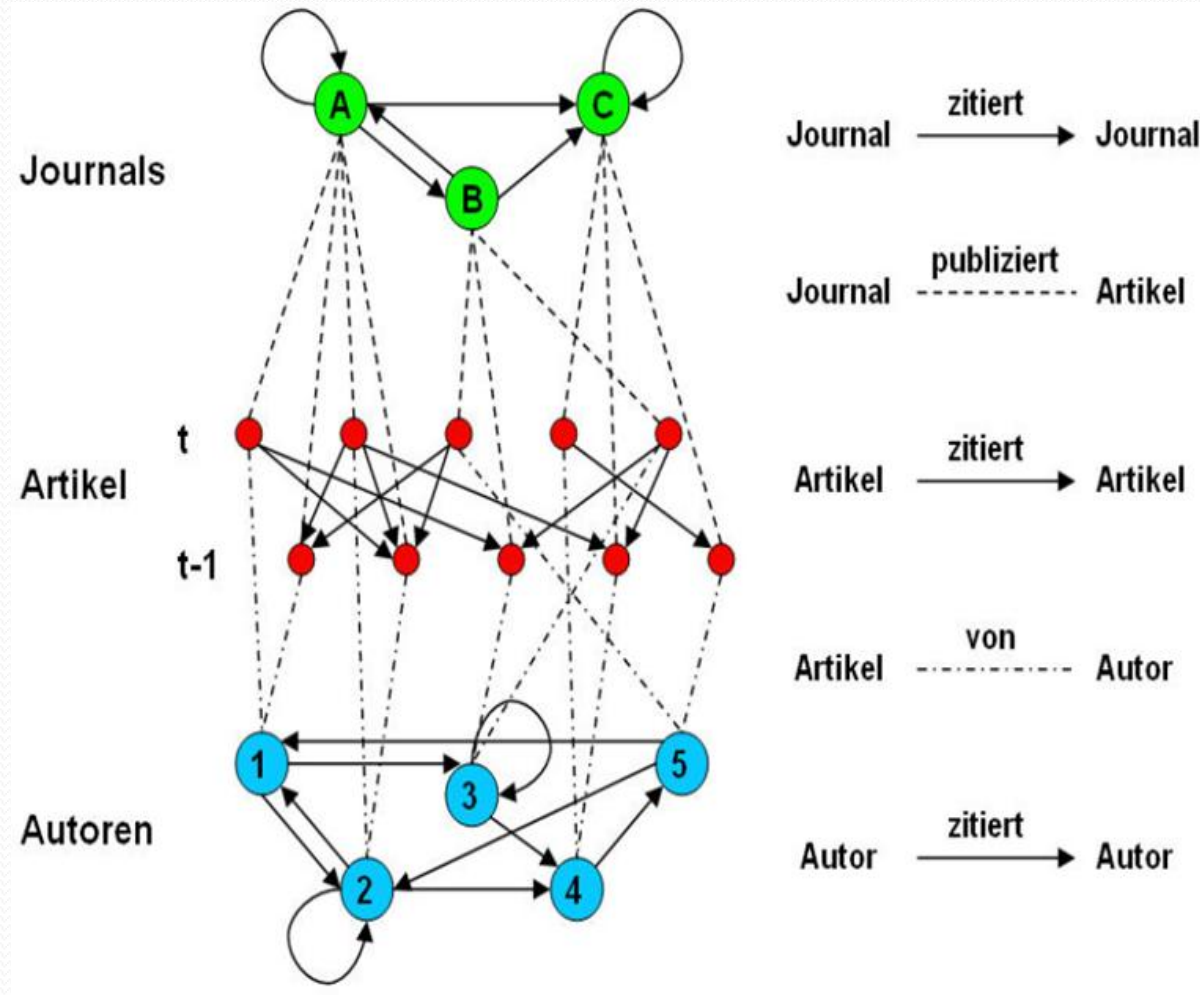 A
C
zitiert
Journal
Journal
Journals
B
publiziert
Journal
Artikel
t
Artikel
zitiert
Artikel
Artikel
t-1
von
Artikel
Autor
1
3
5
Autoren
2
4
zitiert
Autor
Autor